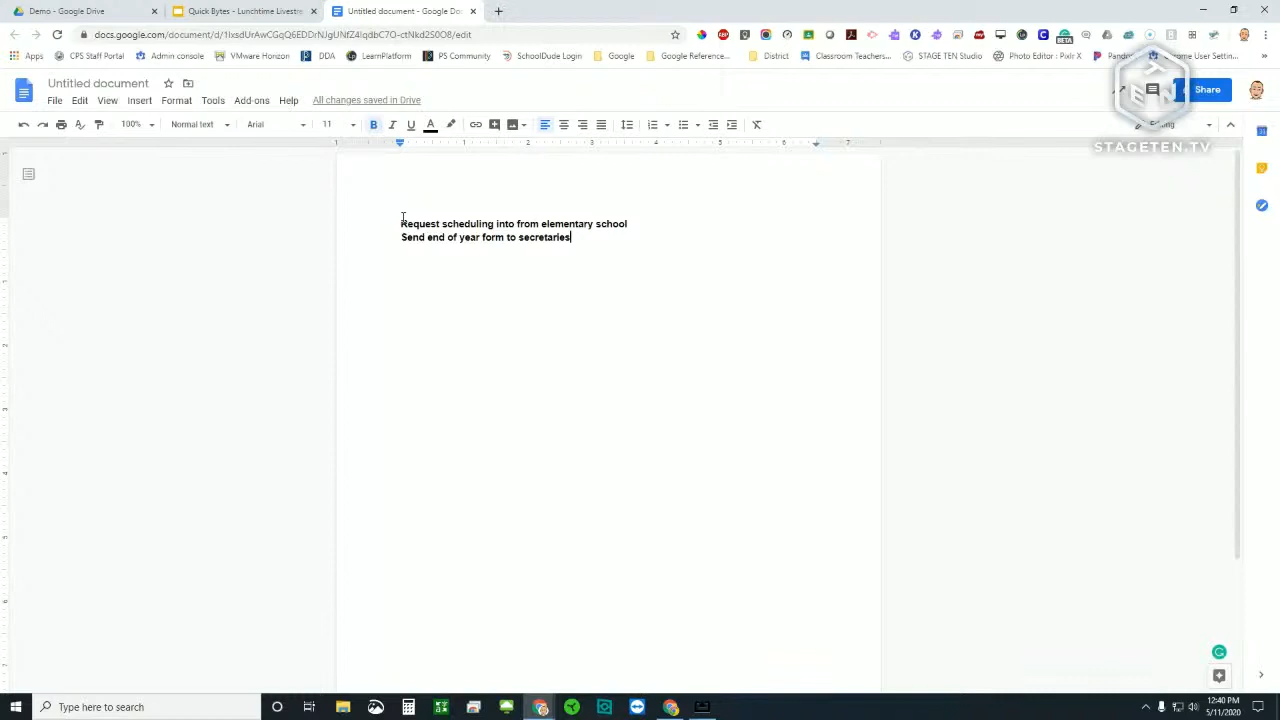 Demo - Google Drive
Quick Bytes - Lunchtime Livestre
Untitled document - Google Doc
docs.google.com/document/d/1lxsdUrAwCGqQ6EDDrNJgUNfZ4lqdbC7O-ctNkd2S0O8/edit
Apps
CPS Staff Portal
Admin console
VMware Horizon
DDA
LearnPlatform
PS Community
SchoolDude Login
Google
Google Reference...
District
Classroom Teachers...
STAGE TEN Studio
Photo Editor : Pixlr X
User Settin...
Untitled document
File Edit View Insert Format Tools Add-ons Help All changes saved in Drive
Share
100% Normal text Arial 11
Editing
STAGETEN.TV
Request scheduling into from elementary school
Send end of year form to secretaries
Type here to search
12:40 PM
5/11/2020